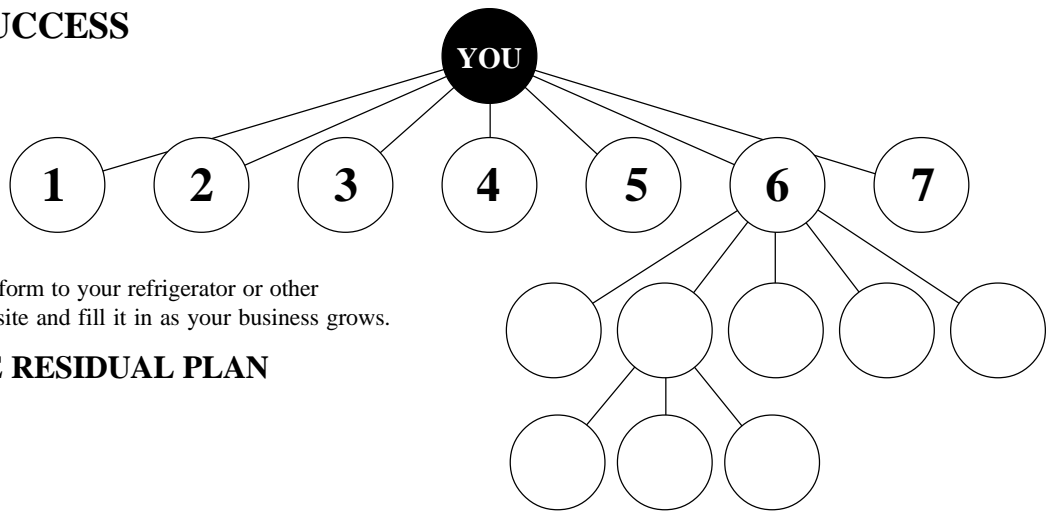 UCCESS
YOU
1 2 3 4 5 6 7
form to your refrigerator or other
site and fill it in as your business grows.
E RESIDUAL PLAN